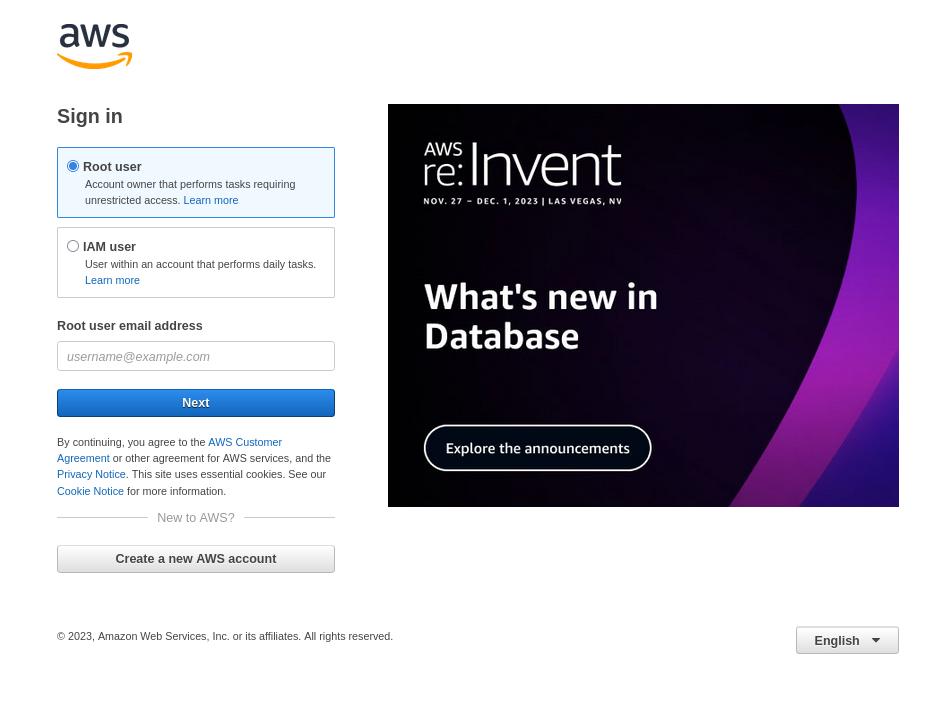 aws
Sign in
Root user
Account owner that performs tasks requiring
unrestricted access. Learn more
IAM user
User within an account that performs daily tasks.
Learn more
Root user email address
username@example.com
Next
By continuing, you agree to the AWS Customer
Agreement or other agreement for AWS services, and the
Privacy Notice. This site uses essential cookies. See our
Cookie Notice for more information.
New to AWS?
Create a new AWS account
AWS
re:Invent
NOV. 27 – DEC. 1, 2023 | LAS VEGAS, NV
What's new in
Database
Explore the announcements
© 2023, Amazon Web Services, Inc. or its affiliates. All rights reserved.
English